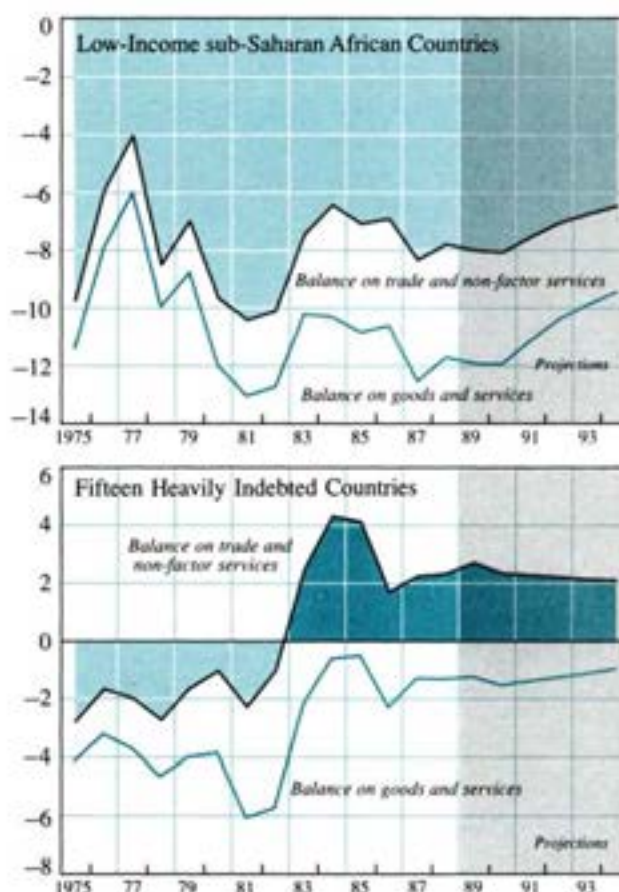 0
Low-Income sub-Saharan African Countries
−2
−4
−6
−8
Balance on trade and non-factor services
−10
−12
Projections
Balance on goods and services
−14
1975 77 79 81 83 85 87 89 91 93
6
Fifteen Heavily Indebted Countries
4
Balance on trade and
non-factor services
2
0
−2
−4
Balance on goods and services
−6
Projections
−8
1975 77 79 81 83 85 87 89 91 93